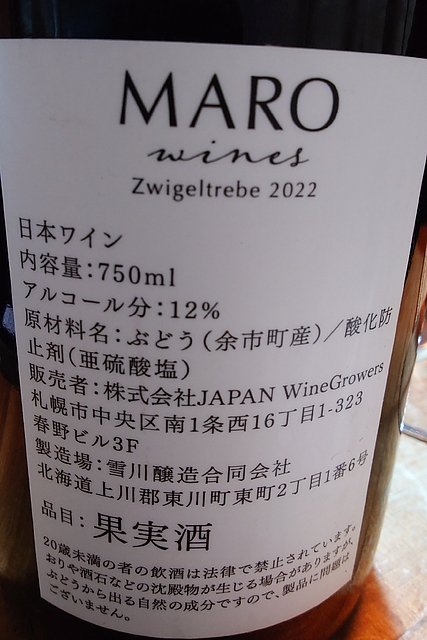 MARO
wines
Zwigeltrebe 2022
日本ワイン
内容量：750ml
アルコール分：12%
原材料名：ぶどう（余市町産）／酸化防
止剤（亜硫酸塩）
販売者：株式会社JAPAN WineGrowers
札幌市中央区南1条西16丁目1-323
春野ビル3F
製造場：雪川醸造合同会社
北海道上川郡東川町東町2丁目1番6号
品目：果実酒
20歳未満の者の飲酒は法律で禁止されています。
おりや酒石などの沈殿物が生じる場合がありますが、
ぶどうから出る自然の成分ですので、製品に問題は
ございません。